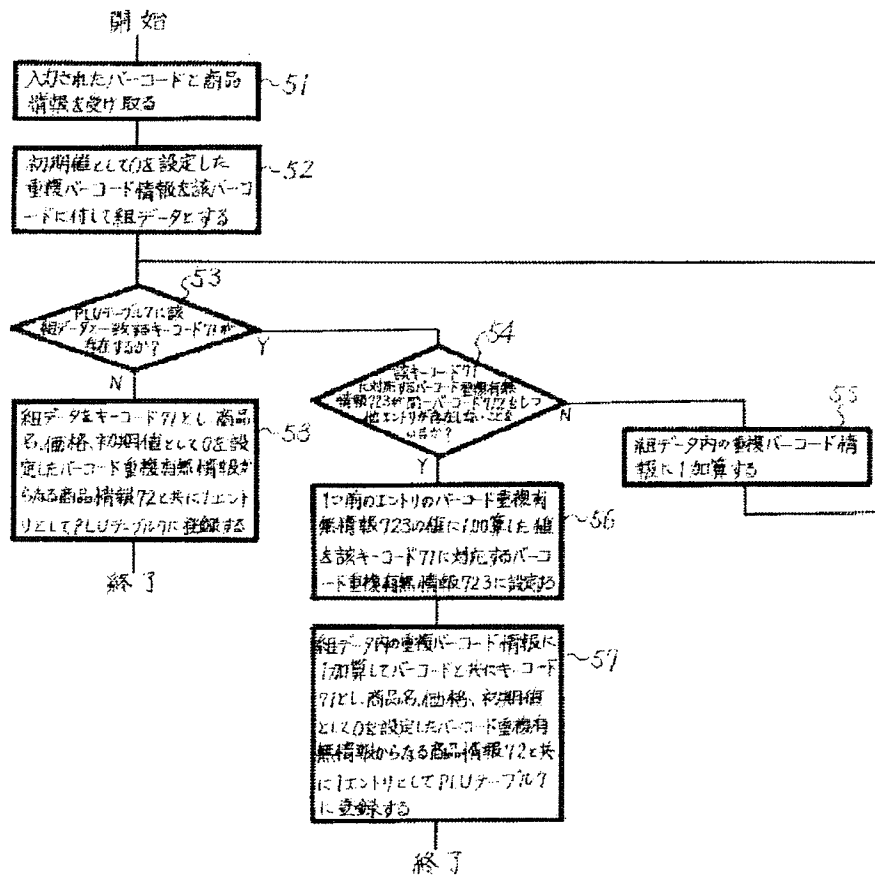 開始
入力されたバーコードと商品
情報を受け取る
51
初期値として0を設定した
重複バーコード情報を該バーコ
ードに付して組データとする
52
53
PLUテーブル7に該
組データと一致するキーコード71が
存在するか?
Y
N
54
該キーコード71
に対応するバーコード重複有無
情報723が同一バーコード712をもつ
他エントリが存在しないことを
示すか?
N
Y
55
組データ内の重複バーコード情
報に1加算する
組データをキーコード71とし、商品
名、価格、初期値として0を設
定したバーコード重複有無情報か
らなる商品情報72と共に1エント
リとしてPLUテーブル7に登録する
58
終了
1つ前のエントリのバーコード重複有
無情報723の値に1加算した値
を該キーコード71に対応するバーコ
ード重複有無情報723に設定する
56
組データ内の重複バーコード情報に
1加算してバーコードと共にキーコード
71とし、商品名、価格、初期値
として0を設定したバーコード重複有
無情報からなる商品情報72と共
に1エントリとしてPLUテーブル7
に登録する
57
終了